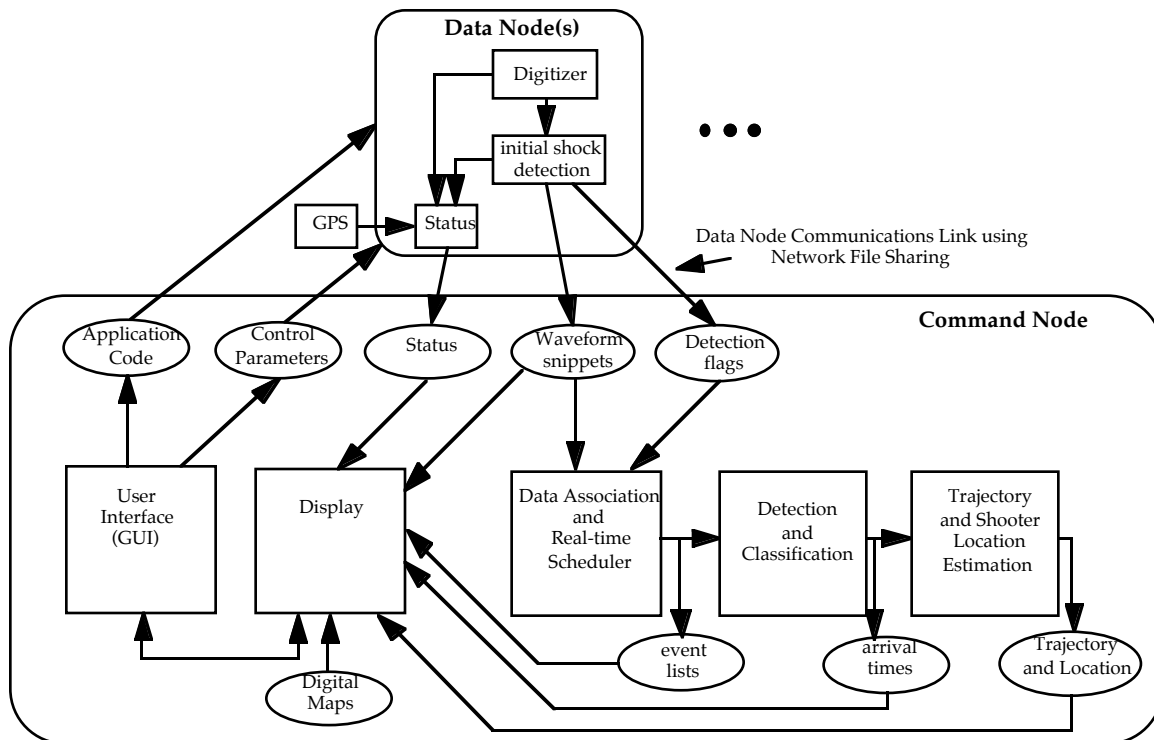 Data Node(s)
Digitizer
initial shock
detection
GPS
Status
Data Node Communications Link using
Network File Sharing
Command Node
Application
Code
Control
Parameters
Status
Waveform
snippets
Detection
flags
User
Interface
(GUI)
Display
Data Association
and
Real-time
Scheduler
Detection
and
Classification
Trajectory
and Shooter
Location
Estimation
event
lists
arrival
times
Trajectory
and Location
Digital
Maps